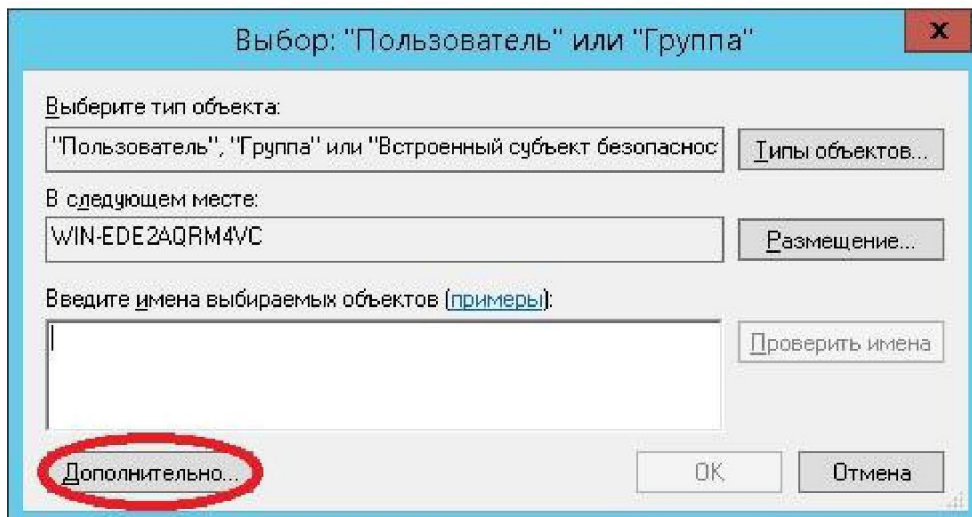 Выбор: "Пользователь" или "Группа"
x
Выберите тип объекта:
"Пользователь", "Группа" или "Встроенный субъект безопаснос
Типы объектов...
В следующем месте:
WIN-EDE2AQRM4VC
Размещение...
Введите имена выбираемых объектов (примеры):
Проверить имена
Дополнительно...
OK
Отмена